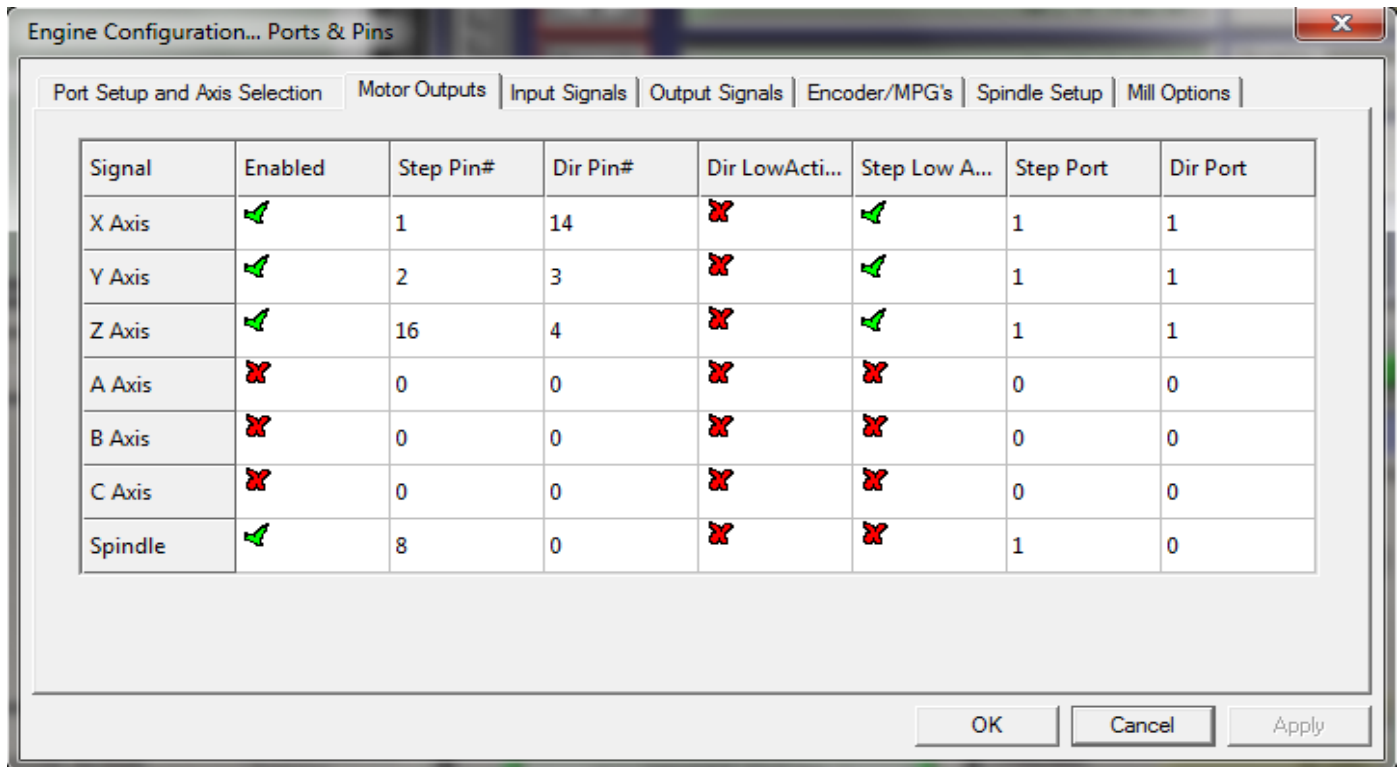 Engine Configuration... Ports & Pins
Port Setup and Axis Selection Motor Outputs Input Signals Output Signals Encoder/MPG's Spindle Setup Mill Options
Signal Enabled Step Pin# Dir Pin# Dir LowActi... Step Low A... Step Port Dir Port
X Axis 1 14 1 1
Y Axis 2 3 1 1
Z Axis 16 4 1 1
A Axis 0 0 0 0
B Axis 0 0 0 0
C Axis 0 0 0 0
Spindle 8 0 1 0
OK Cancel Apply